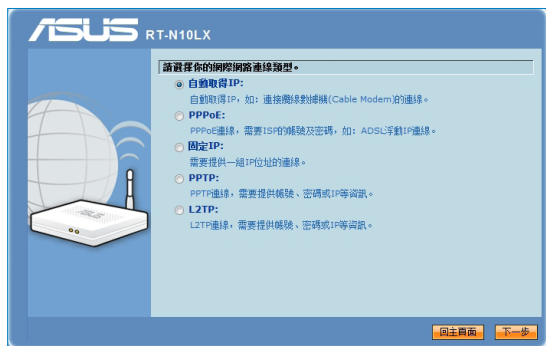 ASUS RT-N10LX
請選擇你的網際網路連線類型。
自動取得IP:
自動取得IP，如：連接纜線數據機(Cable Modem)的連線。
PPPoE:
PPPoE連線，需要ISP的帳號及密碼，如：ADSL浮動IP連線。
固定IP:
需要提供一組IP位址的連線。
PPTP:
PPTP連線，需要提供帳號、密碼或IP等資訊。
L2TP:
L2TP連線，需要提供帳號、密碼或IP等資訊。
ASUS
回主頁面 下一步